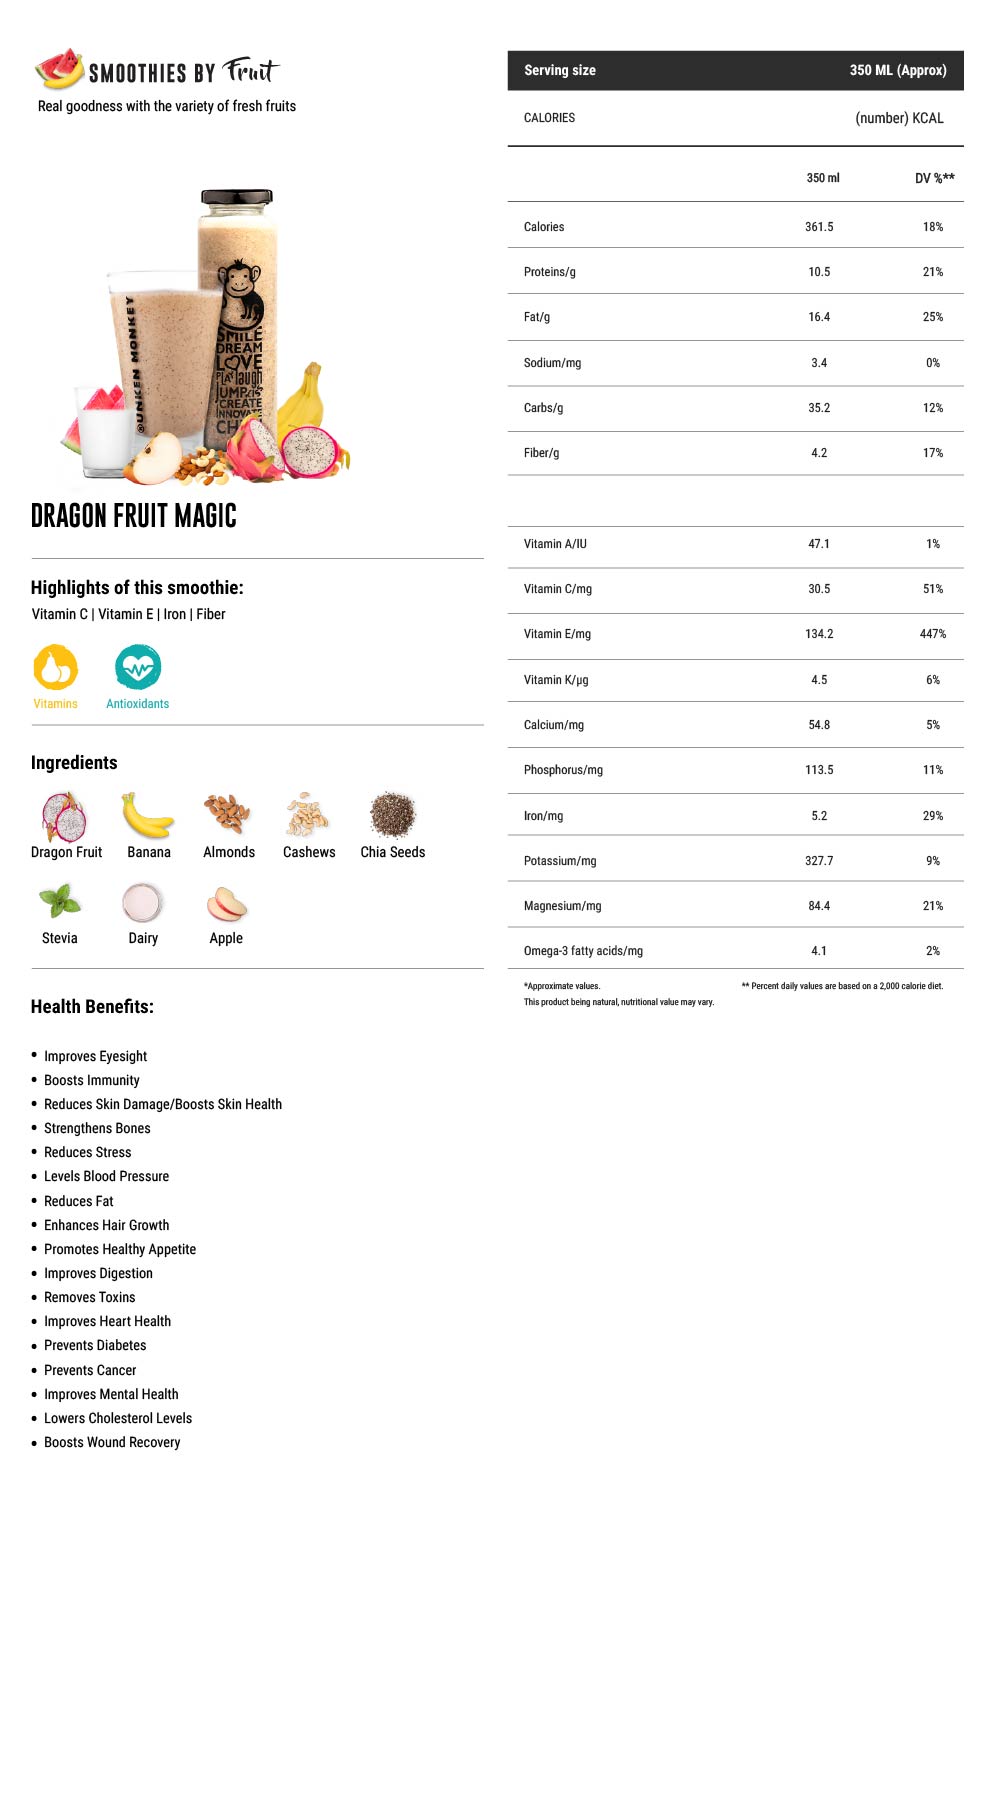 SMOOTHIES BY Fruit
Real goodness with the variety of fresh fruits
@UNKEN MONKEY
SMILE
DREAM
LOVE
PLAY laugh
JUMP
CREATE
INNOVATE
DRAGON FRUIT MAGIC
Highlights of this smoothie:
Vitamin C | Vitamin E | Iron | Fiber
Vitamins Antioxidants
Ingredients
Dragon Fruit Banana Almonds Cashews Chia Seeds
Stevia Dairy Apple
Health Benefits:
• Improves Eyesight
• Boosts Immunity
• Reduces Skin Damage/Boosts Skin Health
• Strengthens Bones
• Reduces Stress
• Levels Blood Pressure
• Reduces Fat
• Enhances Hair Growth
• Promotes Healthy Appetite
• Improves Digestion
• Removes Toxins
• Improves Heart Health
• Prevents Diabetes
• Prevents Cancer
• Improves Mental Health
• Lowers Cholesterol Levels
• Boosts Wound Recovery
Serving size 350 ML (Approx)
CALORIES (number) KCAL
350 ml DV %**
Calories 361.5 18%
Proteins/g 10.5 21%
Fat/g 16.4 25%
Sodium/mg 3.4 0%
Carbs/g 35.2 12%
Fiber/g 4.2 17%
Vitamin A/IU 47.1 1%
Vitamin C/mg 30.5 51%
Vitamin E/mg 134.2 447%
Vitamin K/µg 4.5 6%
Calcium/mg 54.8 5%
Phosphorus/mg 113.5 11%
Iron/mg 5.2 29%
Potassium/mg 327.7 9%
Magnesium/mg 84.4 21%
Omega-3 fatty acids/mg 4.1 2%
*Approximate values. ** Percent daily values are based on a 2,000 calorie diet.
This product being natural, nutritional value may vary.